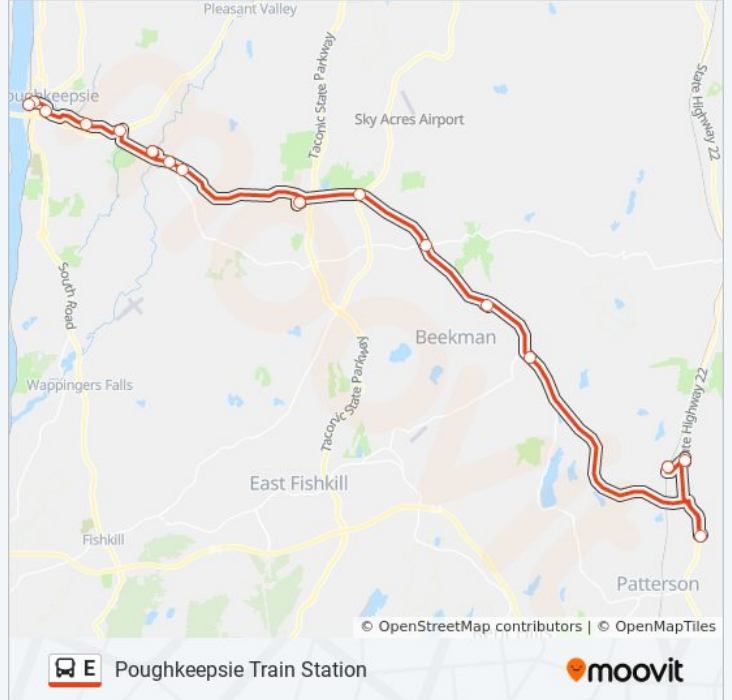 Pleasant Valley
oughkeepsie
Taconic State Parkway
Sky Acres Airport
State Highway 22
South Road
Beekman
Wappingers Falls
Taconic State Parkway
ate Highway 22
East Fishkill
Fishkill
Patterson
© OpenStreetMap contributors | © OpenMapTiles
E Poughkeepsie Train Station
moovit